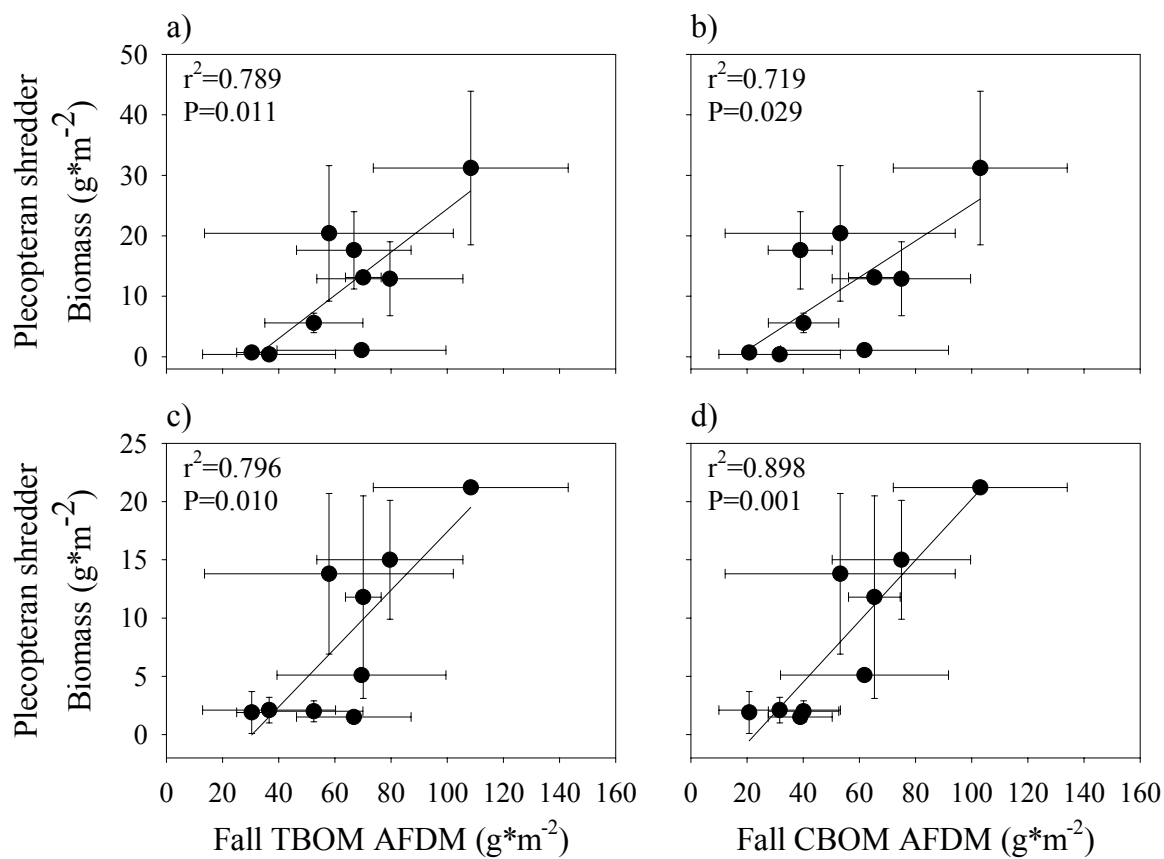 a)
Plecopteran shredder
Biomass (g*m⁻²)
50
40
30
20
10
0
r²=0.789
P=0.011
b)
r²=0.719
P=0.029
c)
Plecopteran shredder
Biomass (g*m⁻²)
25
20
15
10
5
0
r²=0.796
P=0.010
0 20 40 60 80 100 120 140 160
Fall TBOM AFDM (g*m⁻²)
d)
r²=0.898
P=0.001
0 20 40 60 80 100 120 140 160
Fall CBOM AFDM (g*m⁻²)